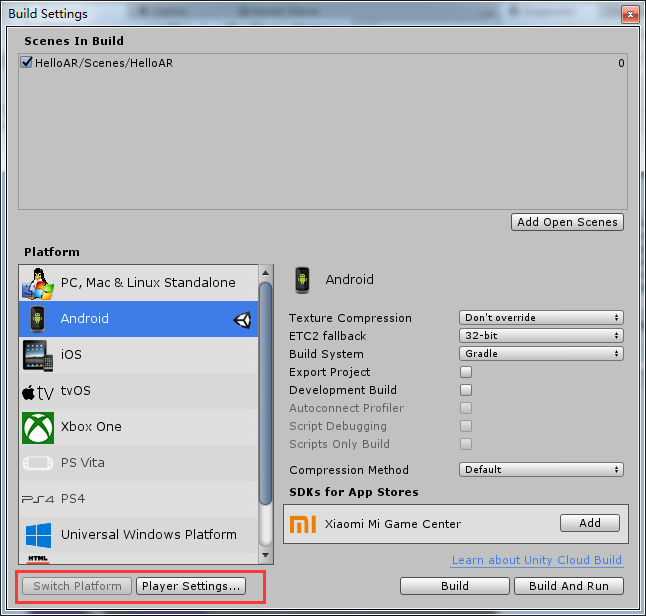 Build Settings
Scenes In Build
HelloAR/Scenes/HelloAR 0
Add Open Scenes
Platform
PC, Mac & Linux Standalone
Android
iOS
tv
tvOS
Xbox One
PS Vita
PS4
PS4
Universal Windows Platform
HTML
Switch Platform
Player Settings...
Android
Texture Compression Don't override
ETC2 fallback 32-bit
Build System Gradle
Export Project
Development Build
Autoconnect Profiler
Script Debugging
Scripts Only Build
Compression Method Default
SDKs for App Stores
Xiaomi Mi Game Center Add
Learn about Unity Cloud Build
Build
Build And Run